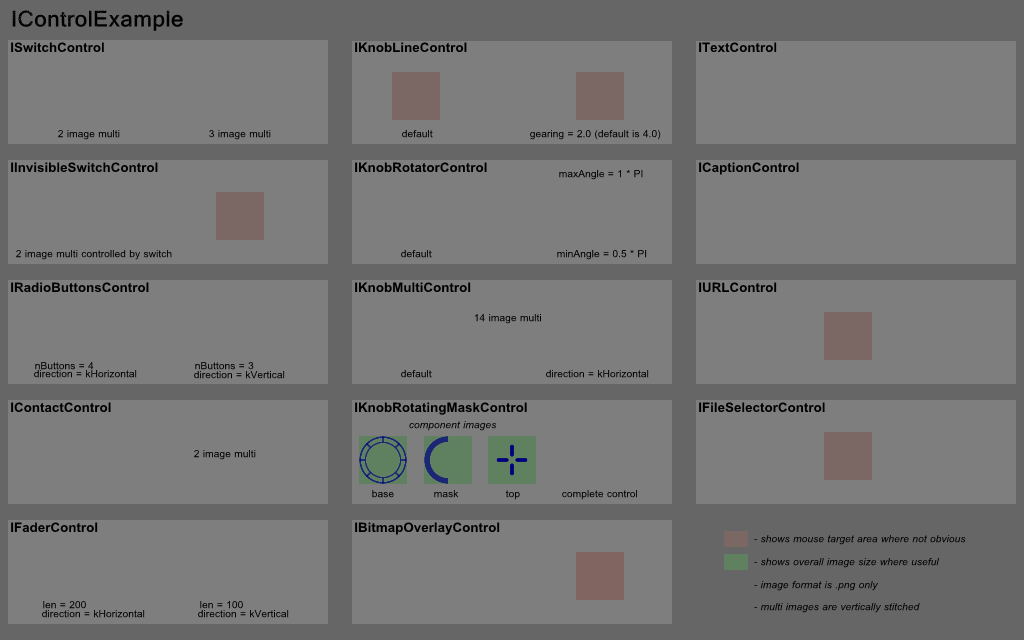 IControlExample
ISwitchControl
2 image multi
3 image multi
IKnobLineControl
default
gearing = 2.0 (default is 4.0)
ITextControl
IInvisibleSwitchControl
2 image multi controlled by switch
IKnobRotatorControl
maxAngle = 1 * PI
default
minAngle = 0.5 * PI
ICaptionControl
IRadioButtonsControl
nButtons = 4
direction = kHorizontal
nButtons = 3
direction = kVertical
IKnobMultiControl
14 image multi
default
direction = kHorizontal
IURLControl
IContactControl
2 image multi
IKnobRotatingMaskControl
component images
base
mask
top
complete control
IFileSelectorControl
IFaderControl
len = 200
direction = kHorizontal
len = 100
direction = kVertical
IBitmapOverlayControl
- shows mouse target area where not obvious
- shows overall image size where useful
- image format is .png only
- multi images are vertically stitched